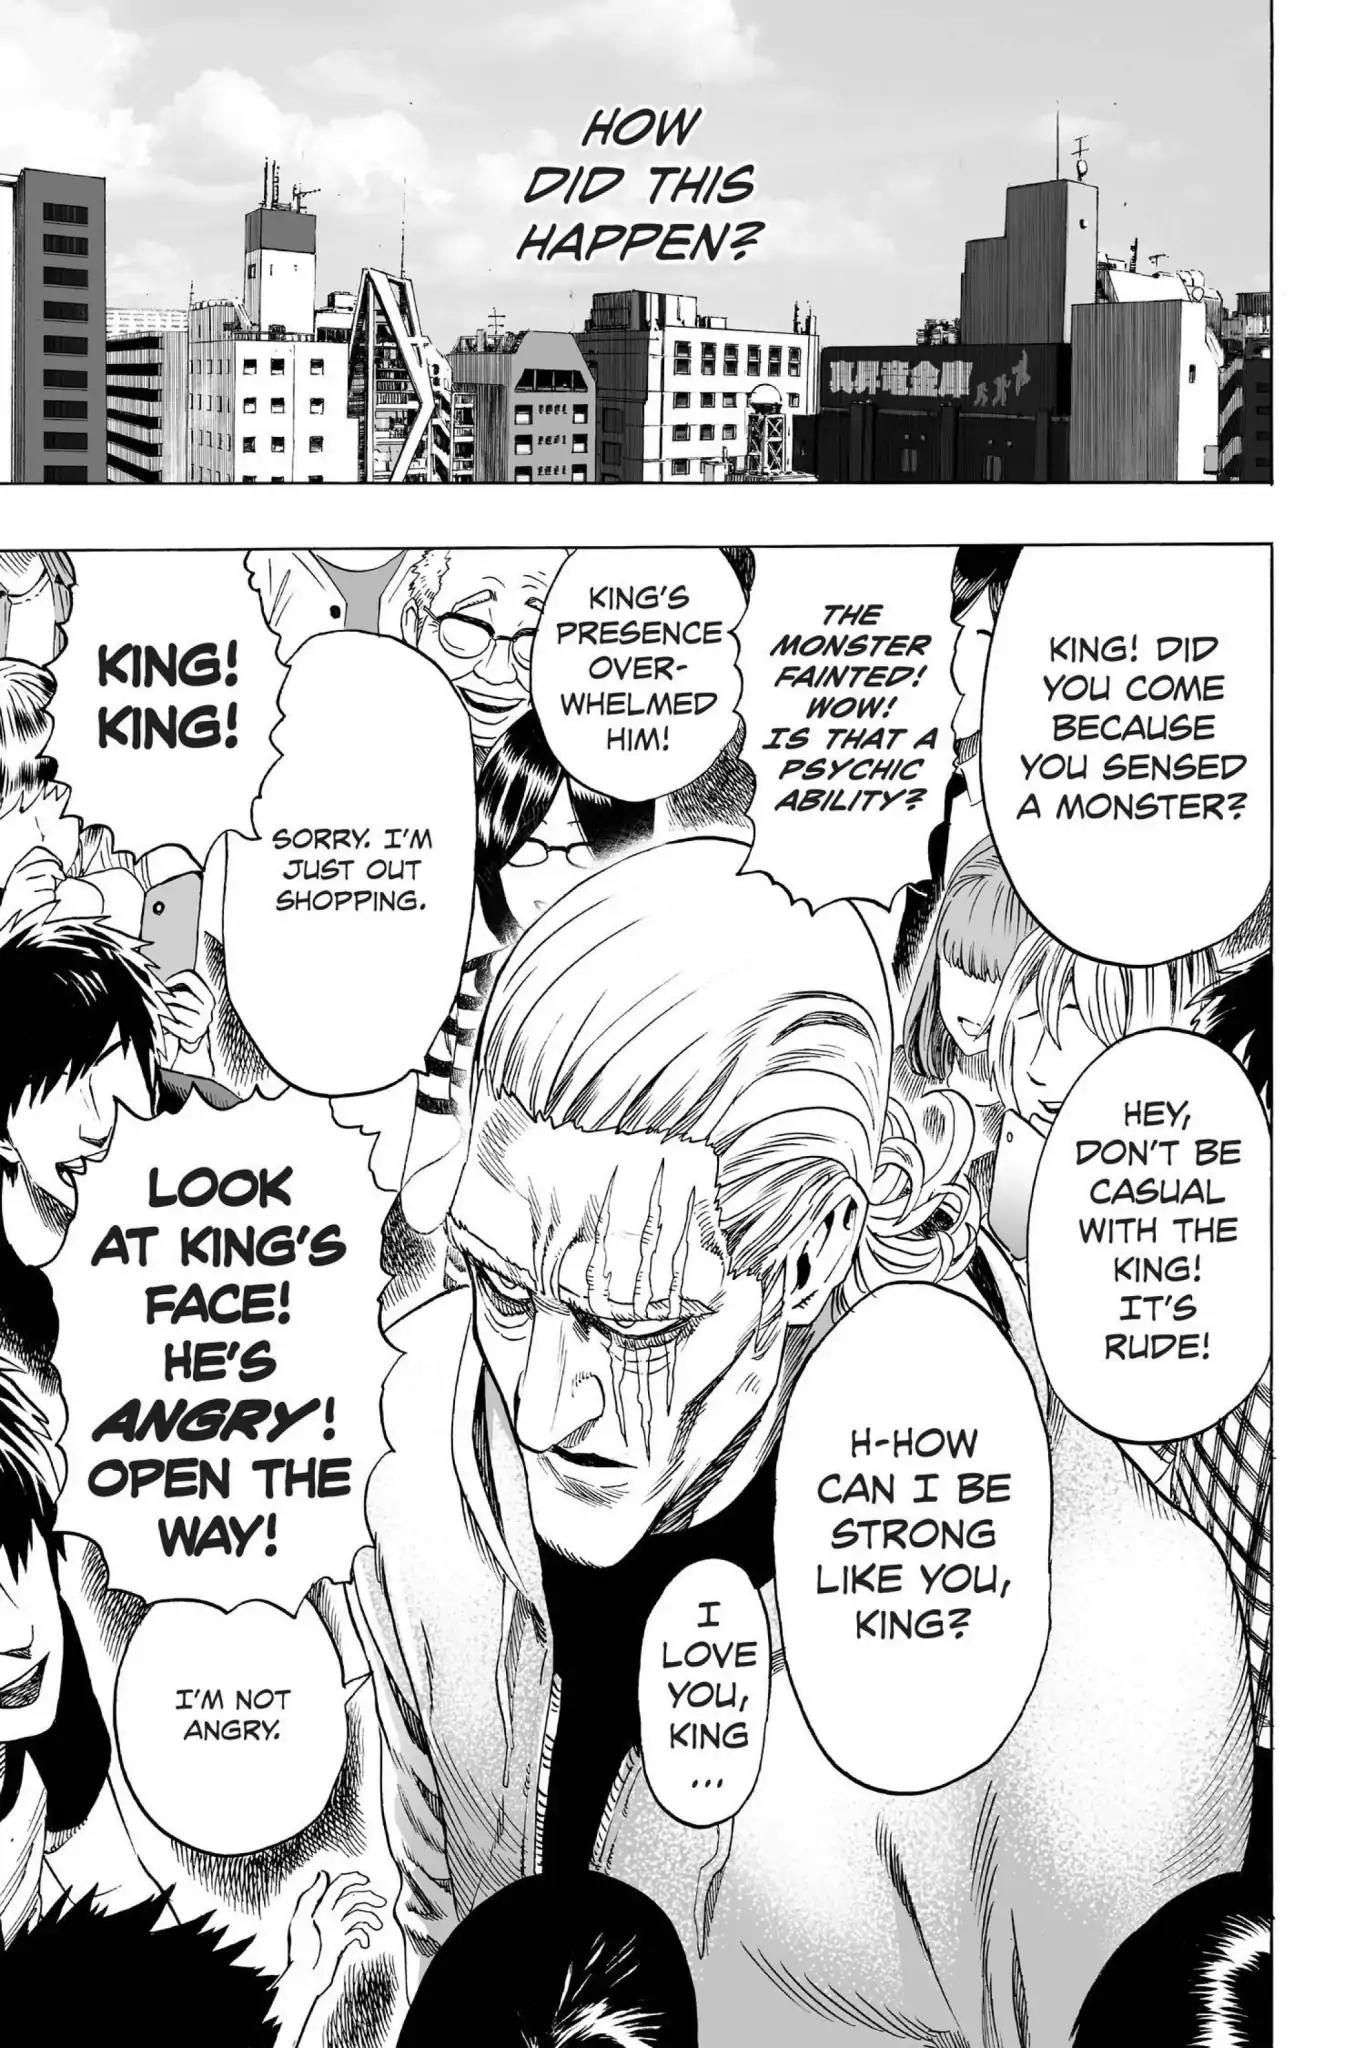 HOW
DID THIS
HAPPEN?
KING! DID
YOU COME
BECAUSE
YOU SENSED
A MONSTER?
THE
MONSTER
FAINTED!
WOW!
IS THAT A
PSYCHIC
ABILITY?
KING'S
PRESENCE
OVER-
WHELMED
HIM!
SORRY. I'M
JUST OUT
SHOPPING.
KING!
KING!
HEY,
DON'T BE
CASUAL
WITH THE
KING!
IT'S
RUDE!
H-HOW
CAN I BE
STRONG
LIKE YOU,
KING?
I
LOVE
YOU,
KING
...
LOOK
AT KING'S
FACE!
HE'S
ANGRY!
OPEN THE
WAY!
I'M NOT
ANGRY.